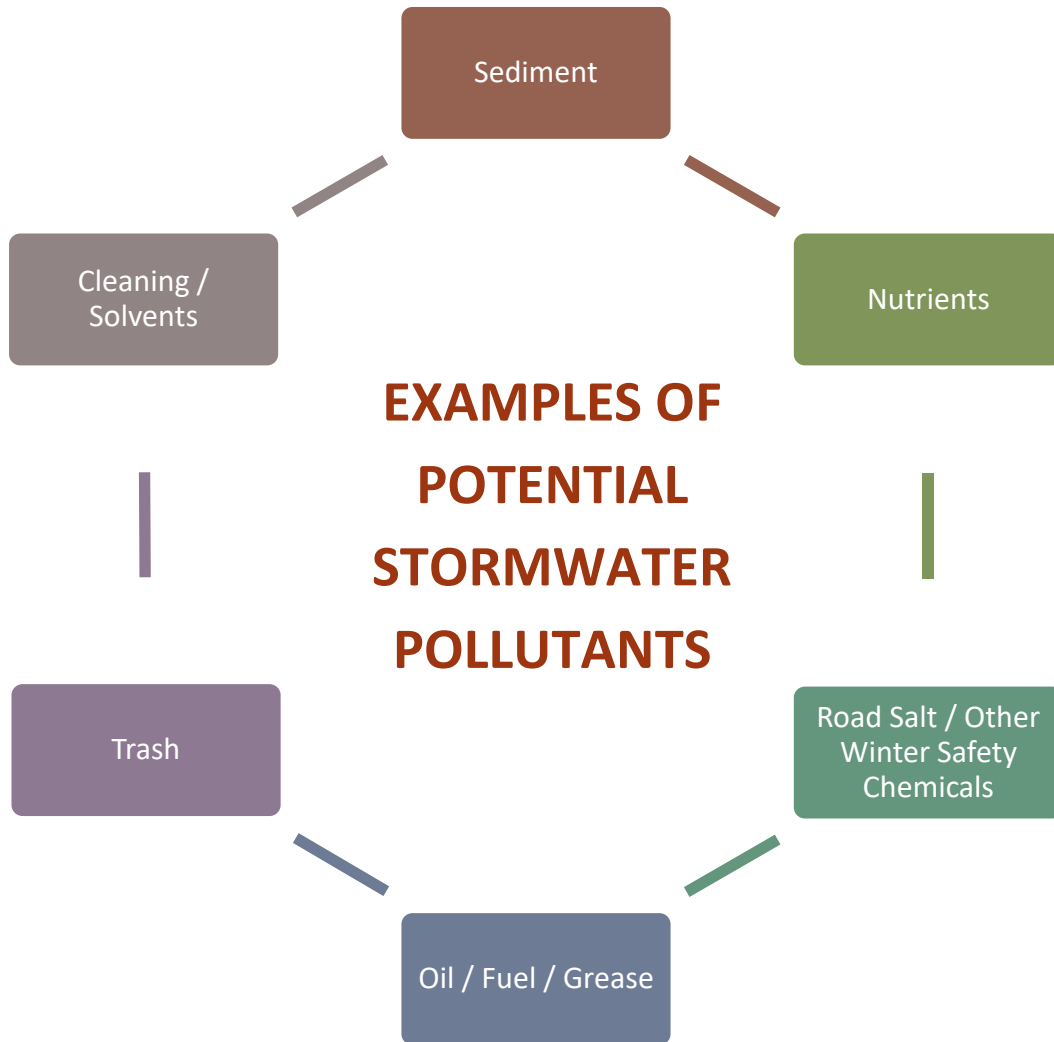 Sediment
Cleaning /
Solvents
Nutrients
EXAMPLES OF
POTENTIAL
STORMWATER
POLLUTANTS
Trash
Road Salt / Other
Winter Safety
Chemicals
Oil / Fuel / Grease